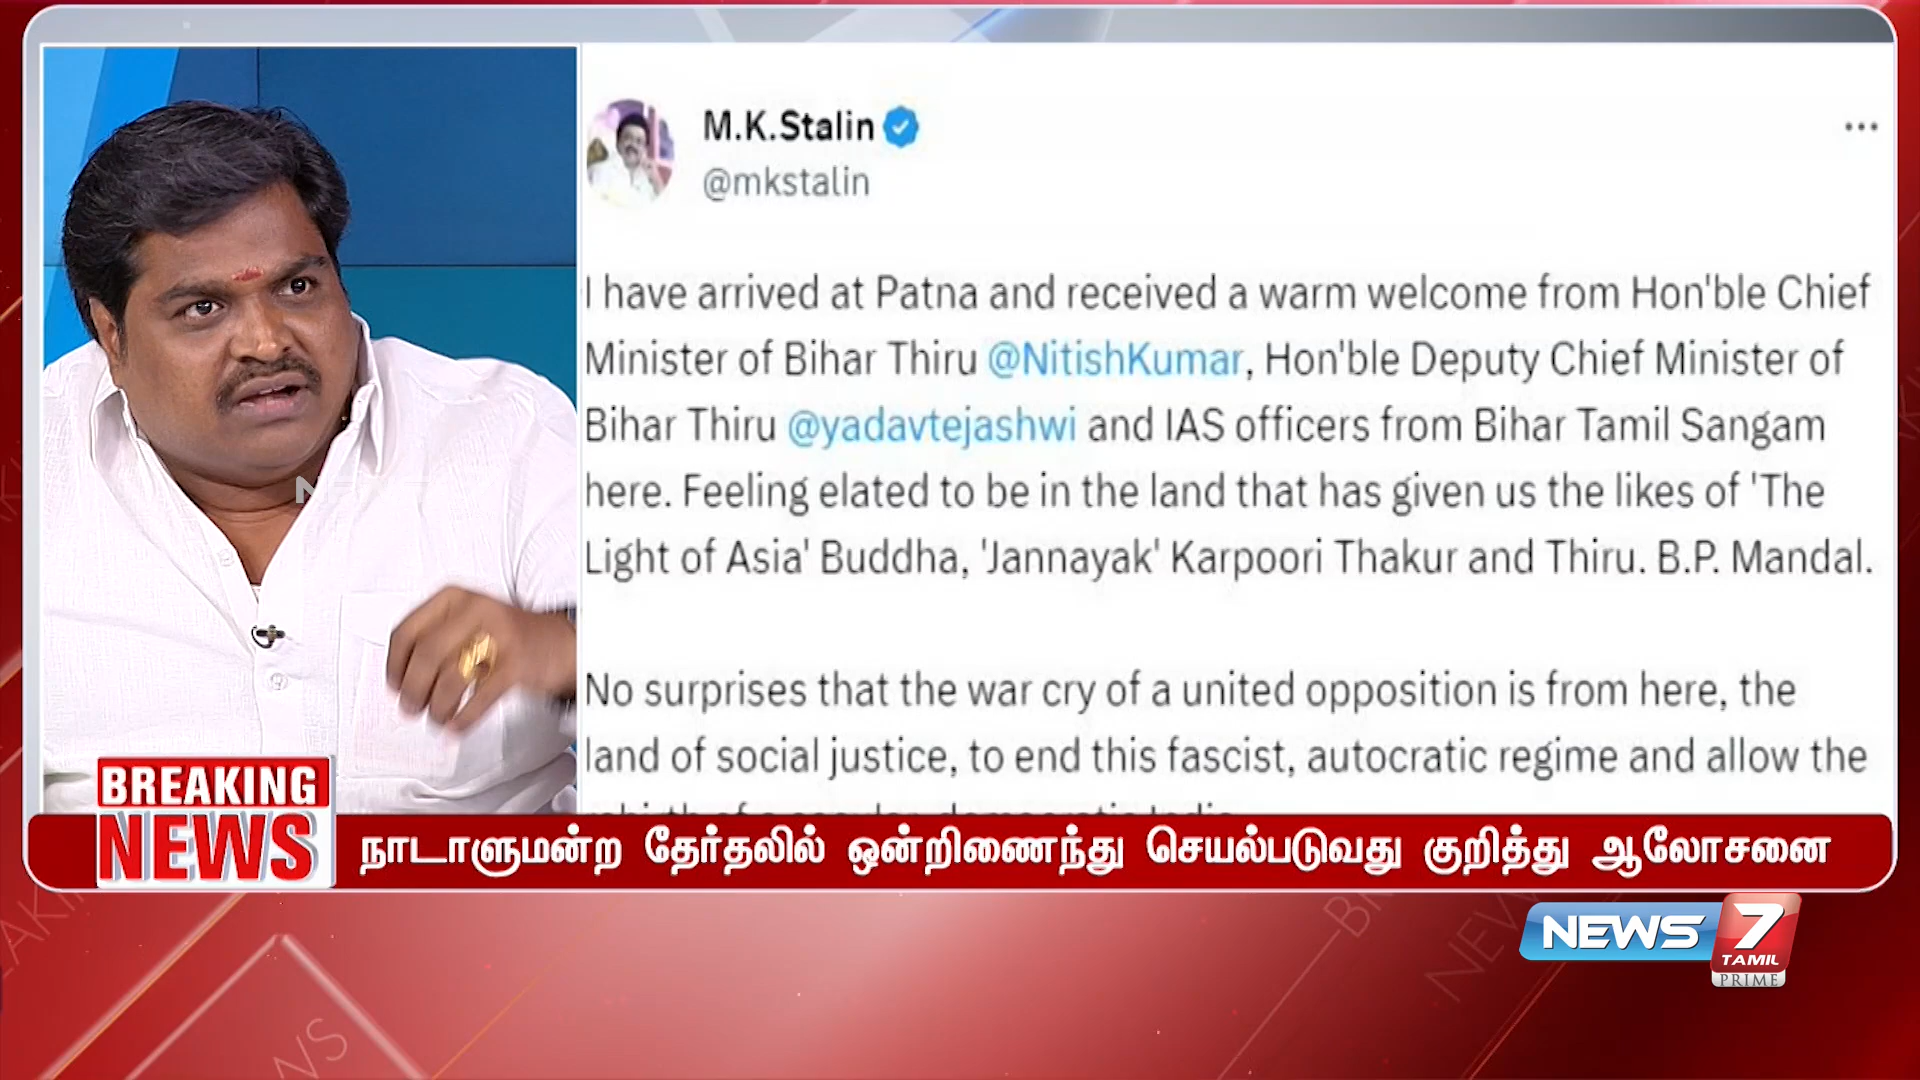 M.K.Stalin
@mkstalin
I have arrived at Patna and received a warm welcome from Hon'ble Chief
Minister of Bihar Thiru @NitishKumar, Hon'ble Deputy Chief Minister of
Bihar Thiru @yadavtejashwi and IAS officers from Bihar Tamil Sangam
here. Feeling elated to be in the land that has given us the likes of 'The
Light of Asia' Buddha, 'Jannayak' Karpoori Thakur and Thiru. B.P. Mandal.
No surprises that the war cry of a united opposition is from here, the
land of social justice, to end this fascist, autocratic regime and allow the
BREAKING
NEWS
நாடாளுமன்ற தேர்தலில் ஒன்றிணைந்து செயல்படுவது குறித்து ஆலோசனை
NEWS 7
TAMIL
PRIME